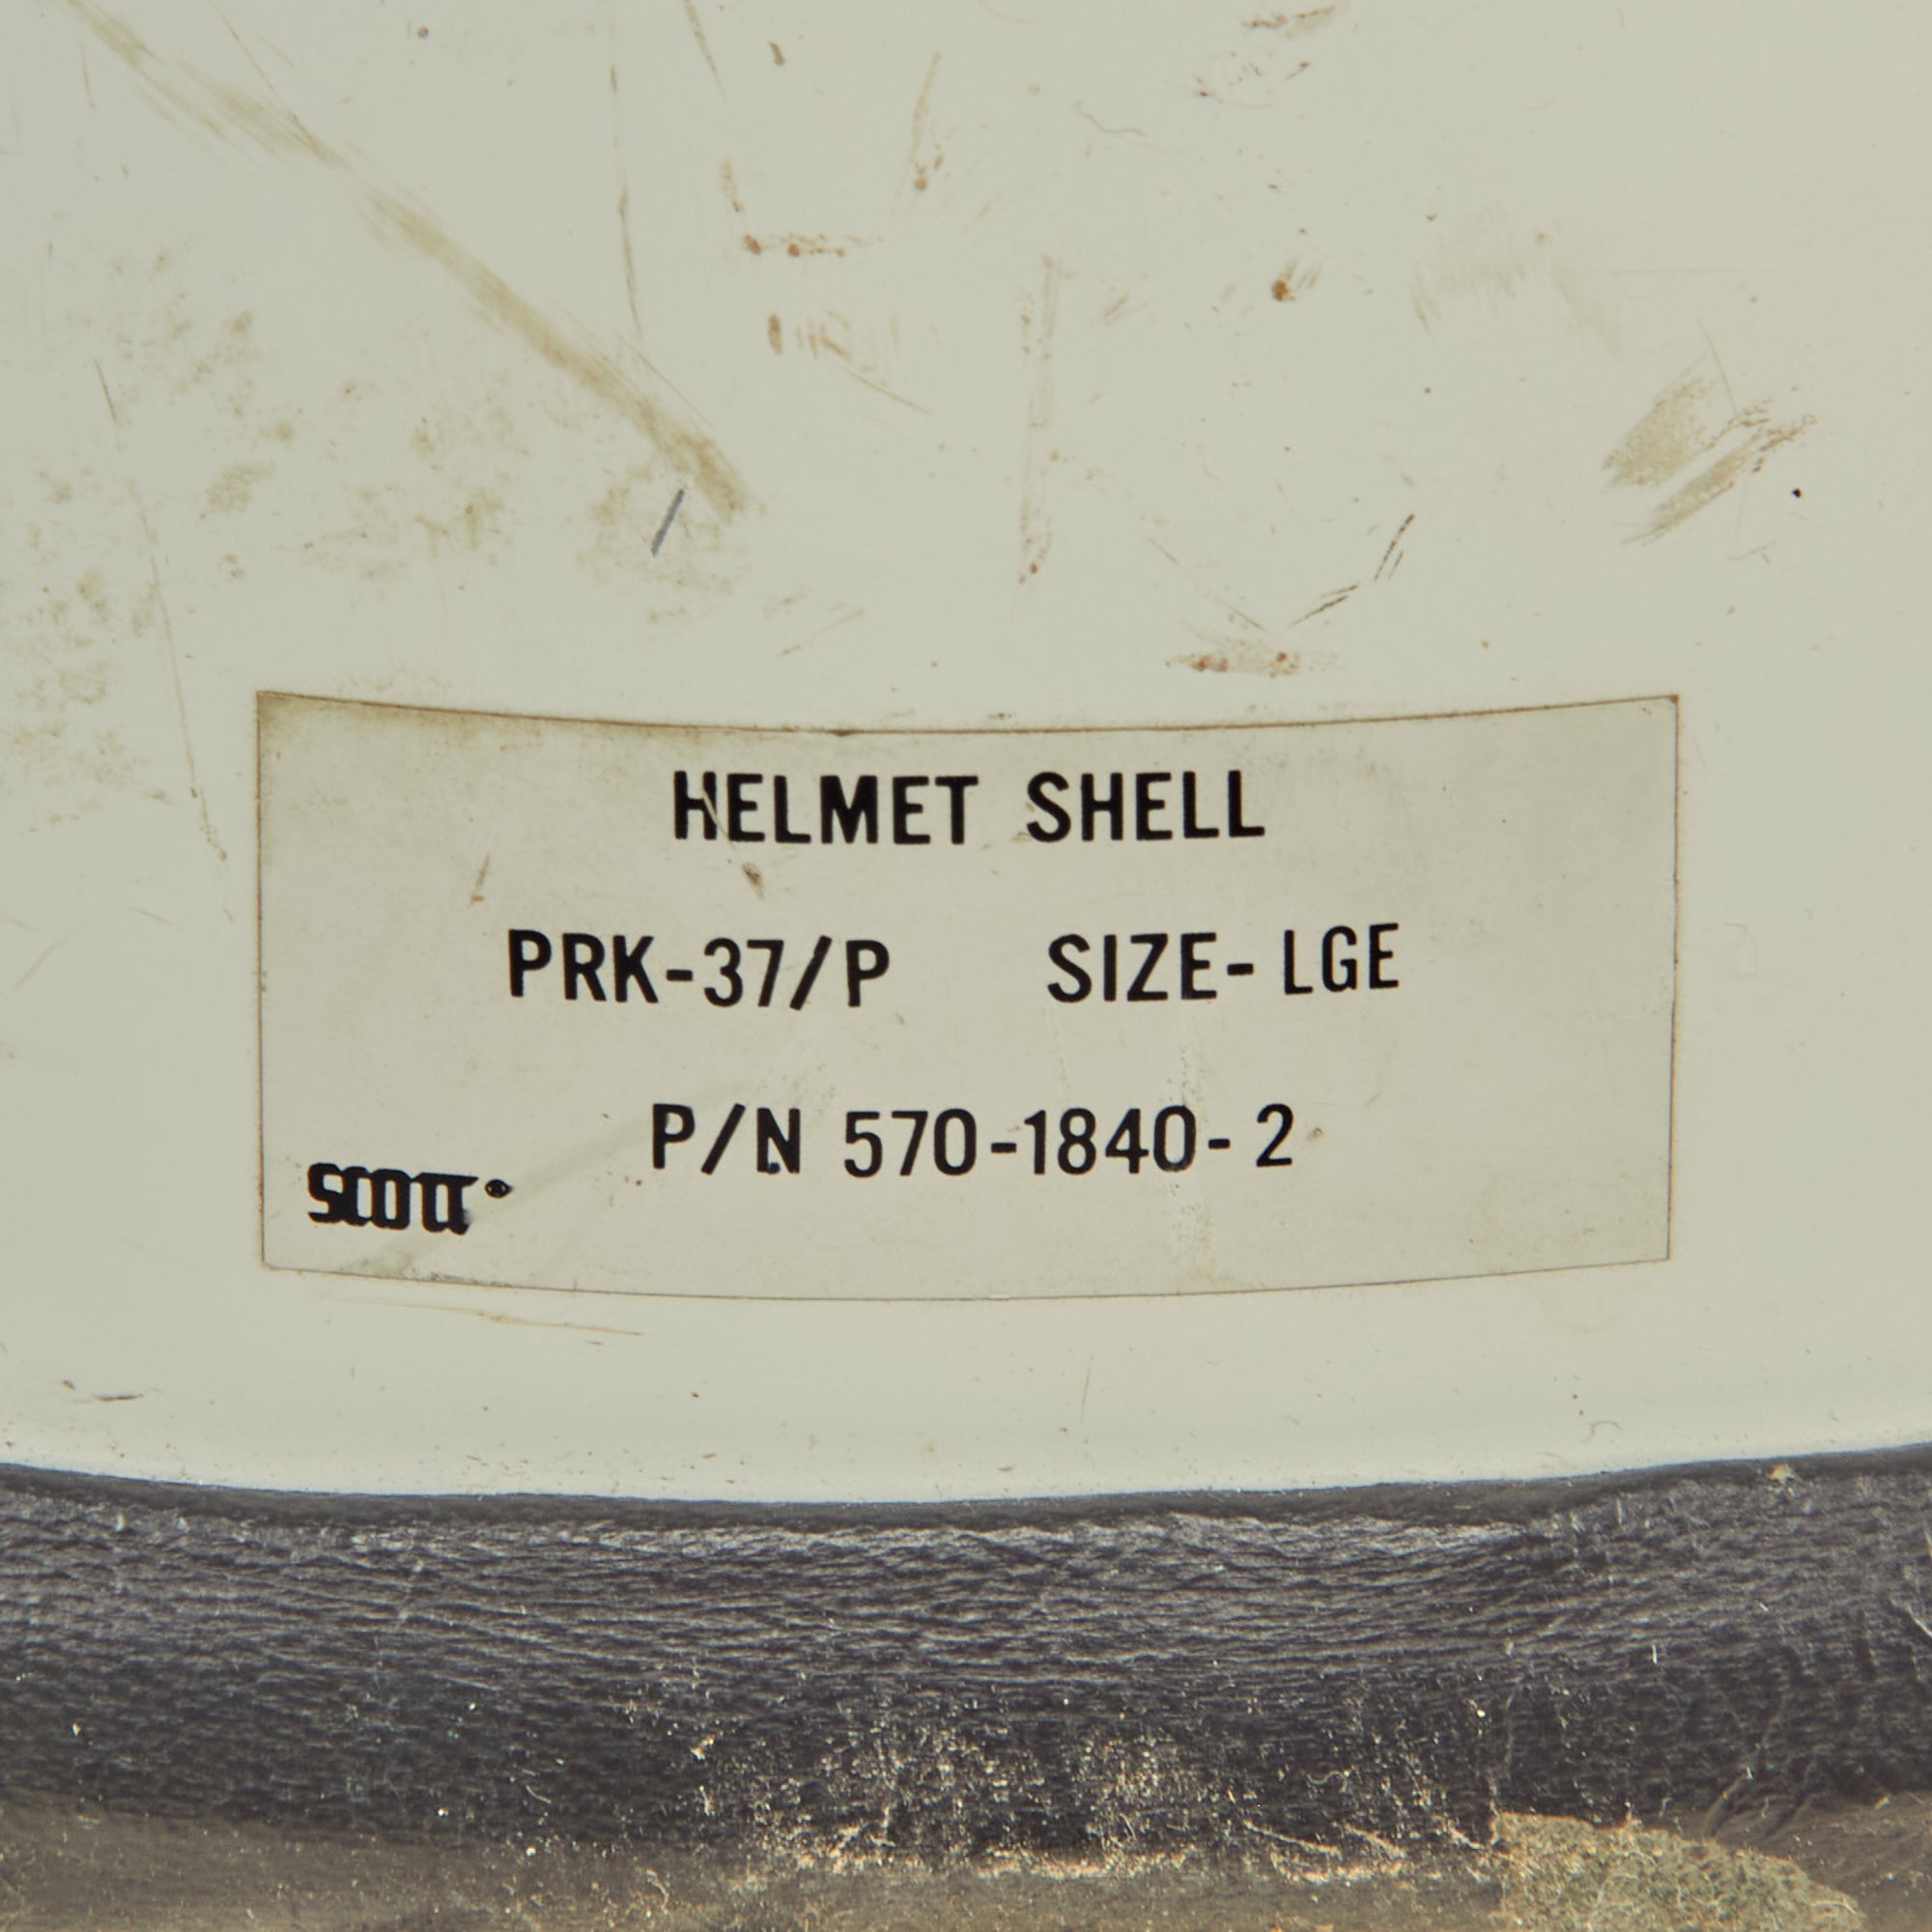 HELMET SHELL
PRK-37/P SIZE- LGE
P/N 570-1840-2
SCOTT